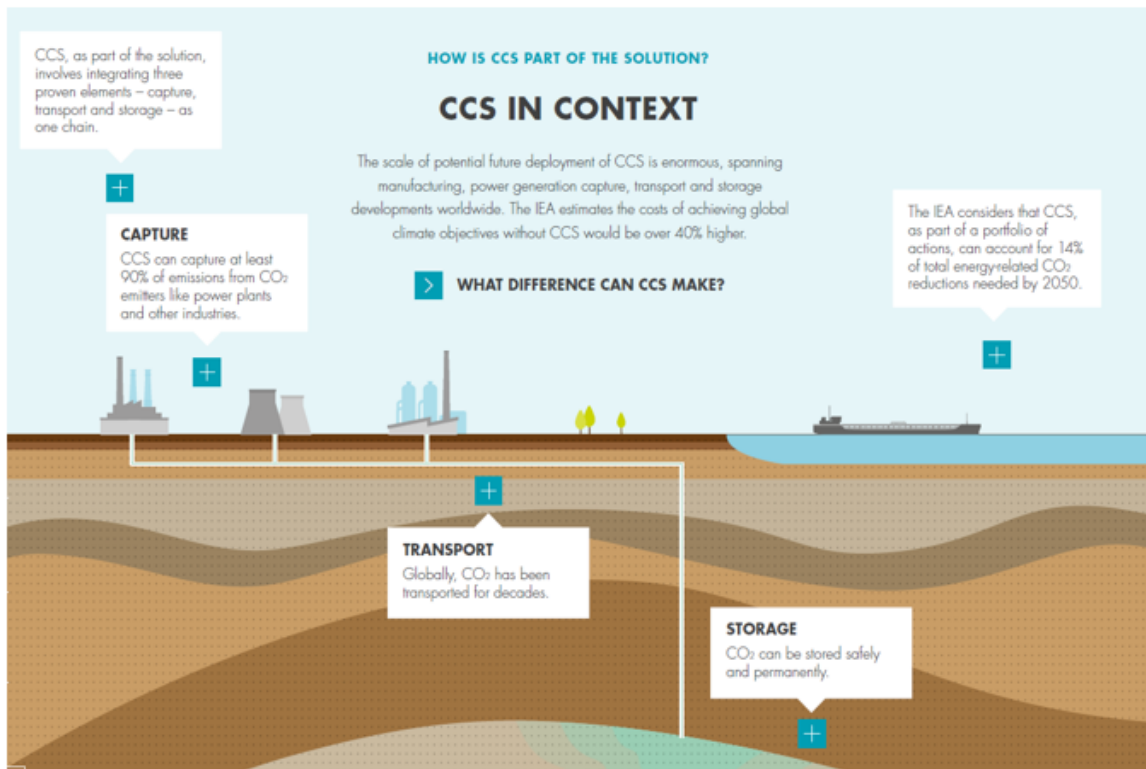 CCS, as part of the solution,
involves integrating three
proven elements – capture,
transport and storage – as
one chain.
HOW IS CCS PART OF THE SOLUTION?
CCS IN CONTEXT
The scale of potential future deployment of CCS is enormous, spanning
manufacturing, power generation capture, transport and storage
developments worldwide. The IEA estimates the costs of achieving global
climate objectives without CCS would be over 40% higher.
WHAT DIFFERENCE CAN CCS MAKE?
CAPTURE
CCS can capture at least
90% of emissions from CO₂
emitters like power plants
and other industries.
The IEA considers that CCS,
as part of a portfolio of
actions, can account for 14%
of total energy-related CO₂
reductions needed by 2050.
TRANSPORT
Globally, CO₂ has been
transported for decades.
STORAGE
CO₂ can be stored safely
and permanently.